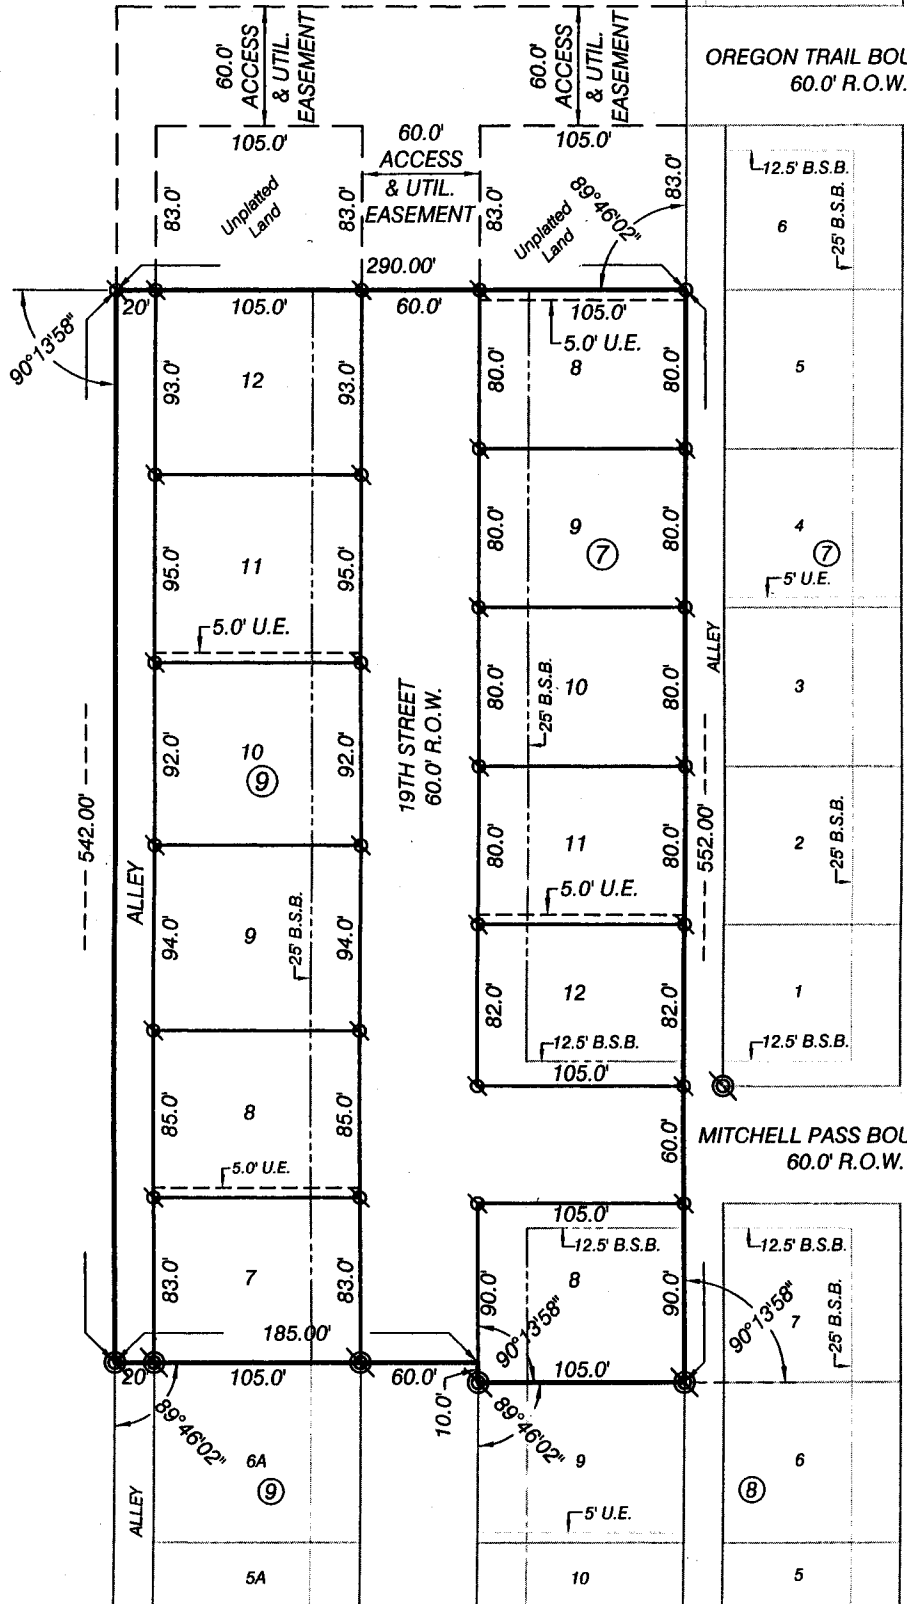 60.0'
ACCESS
& UTIL.
EASEMENT
60.0'
ACCESS
& UTIL.
EASEMENT
OREGON TRAIL BOU
60.0' R.O.W.
105.0'
60.0'
ACCESS
& UTIL.
EASEMENT
105.0'
83.0'
Unplatted
Land
83.0'
83.0'
Unplatted
Land
89°46'02"
83.0'
12.5' B.S.B.
6
25' B.S.B.
290.00'
20'
105.0'
60.0'
105.0'
5.0' U.E.
90°13'58"
93.0'
12
93.0'
80.0'
8
80.0'
5
95.0'
11
95.0'
5.0' U.E.
80.0'
9
7
80.0'
4
7
5' U.E.
ALLEY
92.0'
10
9
92.0'
19TH STREET
60.0' R.O.W.
80.0'
10
25' B.S.B.
80.0'
3
542.00'
ALLEY
94.0'
9
25' B.S.B.
94.0'
80.0'
11
80.0'
5.0' U.E.
552.00'
2
25' B.S.B.
82.0'
12
82.0'
12.5' B.S.B.
105.0'
1
12.5' B.S.B.
85.0'
8
85.0'
5.0' U.E.
60.0'
MITCHELL PASS BOU
60.0' R.O.W.
105.0'
12.5' B.S.B.
12.5' B.S.B.
83.0'
7
83.0'
90.0'
8
90.0'
90°13'58"
90°13'58"
7
25' B.S.B.
185.00'
20'
105.0'
60.0'
10.0'
105.0'
89°46'02"
89°46'02"
6A
9
9
6
8
ALLEY
5' U.E.
5A
10
5